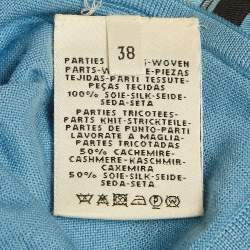 38
PARTIES -WOVEN
PARTS-W -PIEZAS
TEJIDAS-PARTI TESSUTE-
PEÇAS TECIDAS
100% SOIE-SILK-SEIDE-
SEDA-SETA
PARTIES TRICOTEES-
PARTS KNIT-STRICKTEILE-
PARTES DE PUNTO-PARTI
LAVORATE A MAGLIA-
PARTES TRICOTADAS
50% CACHEMIRE-
CASHMERE-KASCHMIR-
CAXEMIRA
50% SOIE-SILK-SEIDE-
SEDA-SETA